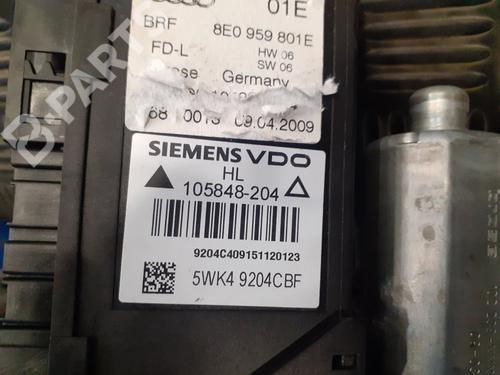 01E
BRF 8E0 959 801E
FD-L HW 06
SW 06
Germany
09.04.2009
SIEMENS VDO
HL
105848-204
9204C409151120123
5WK4 9204CBF
B-PARTS